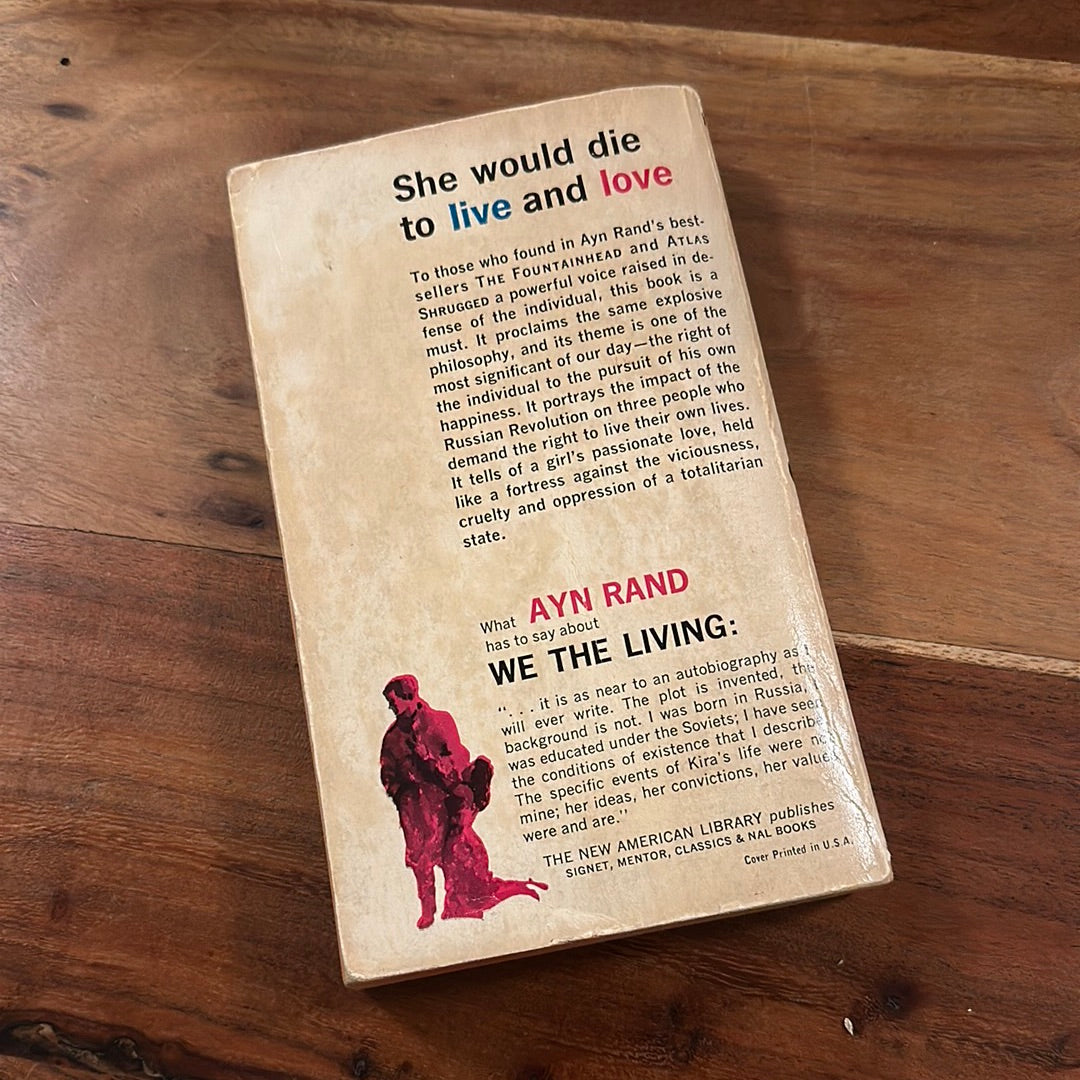 She would die
to live and love
To those who found in Ayn Rand's best-
sellers THE FOUNTAINHEAD and ATLAS
SHRUGGED a powerful voice raised in de-
fense of the individual, this book is a
must. It proclaims the same explosive
philosophy, and its theme is one of the
most significant of our day—the right of
the individual to the pursuit of his own
happiness. It portrays the impact of the
Russian Revolution on three people who
demand the right to live their own lives.
It tells of a girl's passionate love, held
like a fortress against the viciousness,
cruelty and oppression of a totalitarian
state.
What AYN RAND
has to say about
WE THE LIVING:
". . . it is as near to an autobiography as I
will ever write. The plot is invented, the
background is not. I was born in Russia, I
was educated under the Soviets; I have seen
the conditions of existence that I describe.
The specific events of Kira's life were not
mine; her ideas, her convictions, her values
were and are."
THE NEW AMERICAN LIBRARY publishes
SIGNET, MENTOR, CLASSICS & NAL BOOKS
Cover Printed in U.S.A.